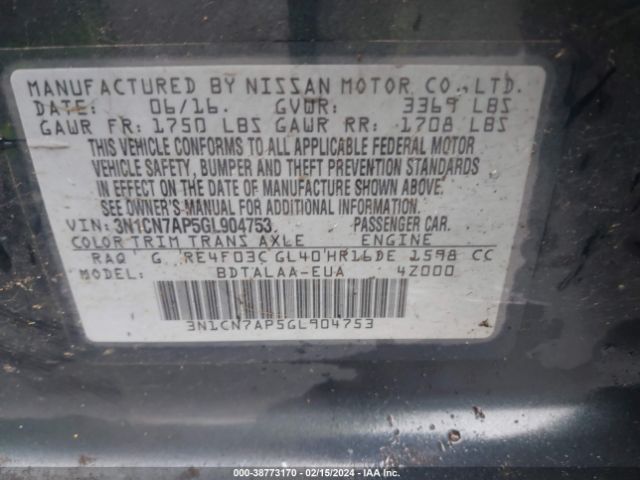 MANUFACTURED BY NISSAN MOTOR CO., LTD.
DATE: 06/16. GVWR: 3369 LBS
GAWR FR: 1750 LBS GAWR RR: 1708 LBS
THIS VEHICLE CONFORMS TO ALL APPLICABLE FEDERAL MOTOR
VEHICLE SAFETY, BUMPER AND THEFT PREVENTION STANDARDS
IN EFFECT ON THE DATE OF MANUFACTURE SHOWN ABOVE.
SEE OWNER'S MANUAL FOR ADDITIONAL INFORMATION.
VIN: 3N1CN7AP5GL904753 PASSENGER CAR.
COLOR TRIM TRANS AXLE ENGINE
RAQ G RE4F03C GL40 HR16DE 1598 CC
MODEL: BDTALAA-EUA 4Z000
3N1CN7AP5GL904753
000-38773170 - 02/15/2024 - IAAI.COM